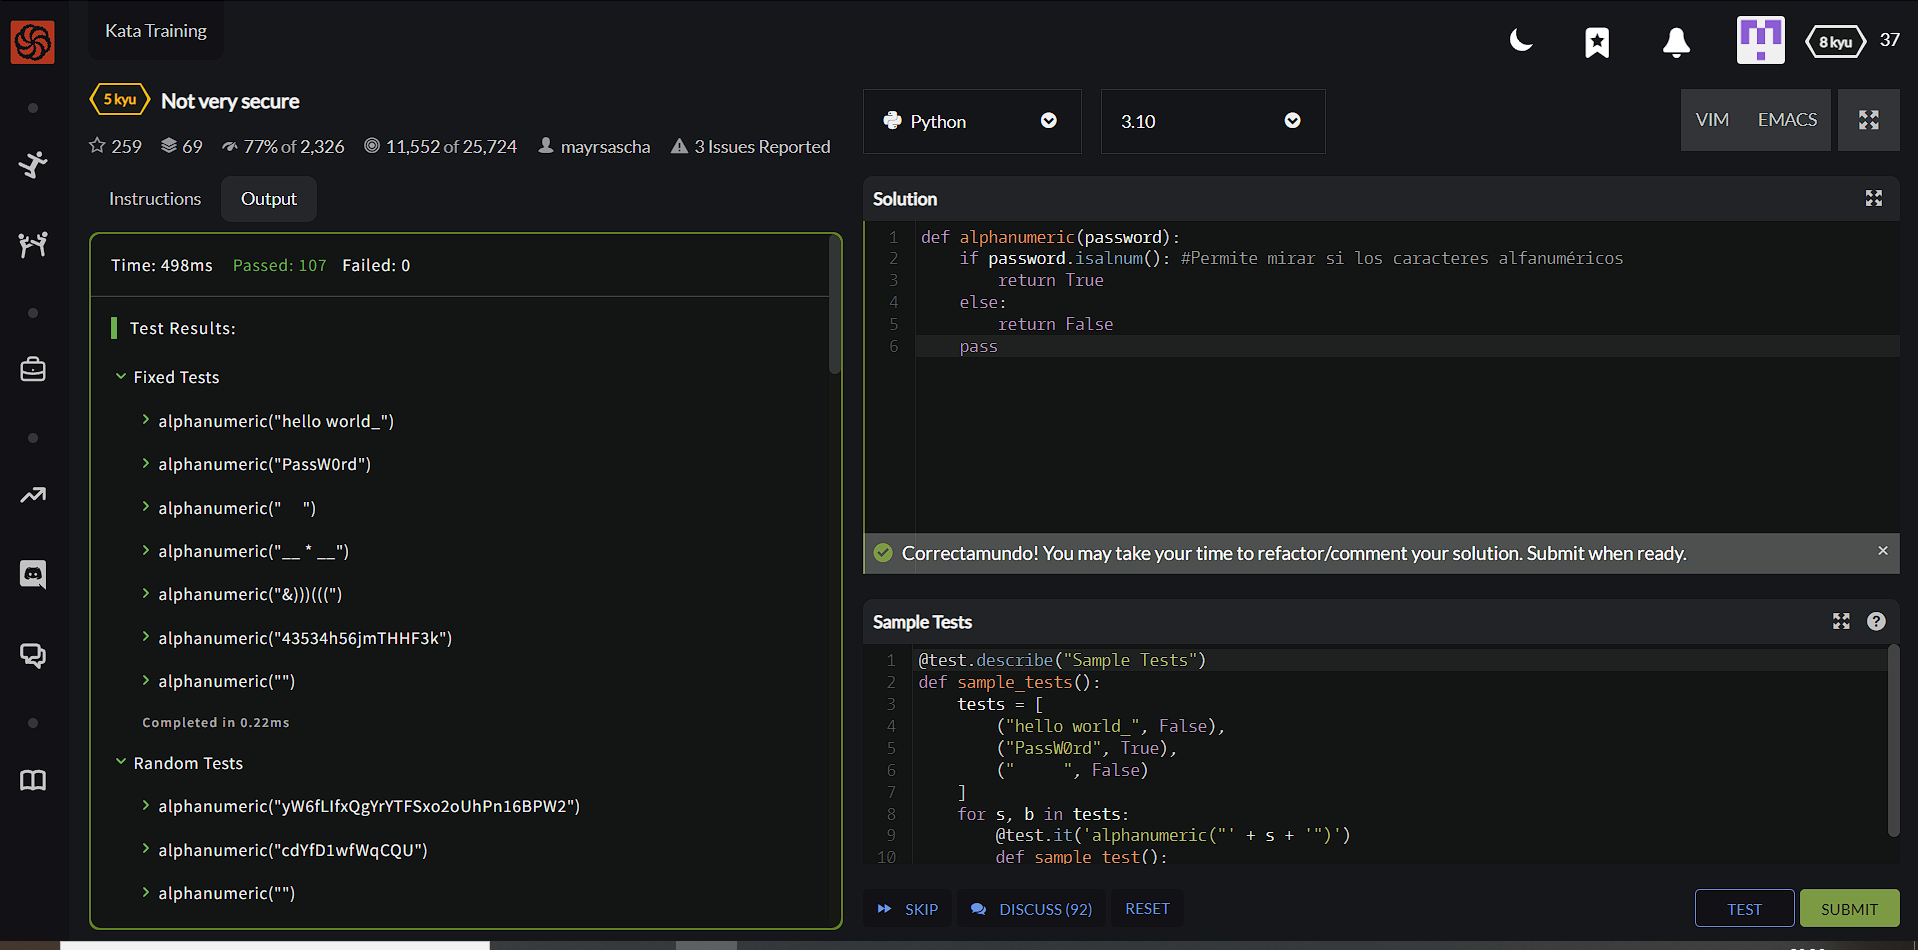 Kata Training
8 kyu 37
5 kyu Not very secure
259 69 77% of 2,326 11,552 of 25,724 mayrsascha 3 Issues Reported
Python 3.10 VIM EMACS
Instructions Output
Time: 498ms Passed: 107 Failed: 0
Test Results:
Fixed Tests
alphanumeric("hello world_")
alphanumeric("PassW0rd")
alphanumeric("     ")
alphanumeric("__ * __")
alphanumeric("&)))(((")
alphanumeric("43534h56jmTHHF3k")
alphanumeric("")
Completed in 0.22ms
Random Tests
alphanumeric("yW6fLIfxQgYrYTFSxo2oUhPn16BPW2")
alphanumeric("cdYfD1wfWqCQU")
alphanumeric("")
Solution
1 def alphanumeric(password):
2     if password.isalnum(): #Permite mirar si los caracteres alfanuméricos
3         return True
4     else:
5         return False
6     pass
Correctamundo! You may take your time to refactor/comment your solution. Submit when ready.
Sample Tests
1 @test.describe("Sample Tests")
2 def sample_tests():
3     tests = [
4         ("hello world_", False),
5         ("PassW0rd", True),
6         ("     ", False)
7     ]
8     for s, b in tests:
9         @test.it('alphanumeric("' + s + '")')
10         def sample_test():
SKIP DISCUSS (92) RESET TEST SUBMIT